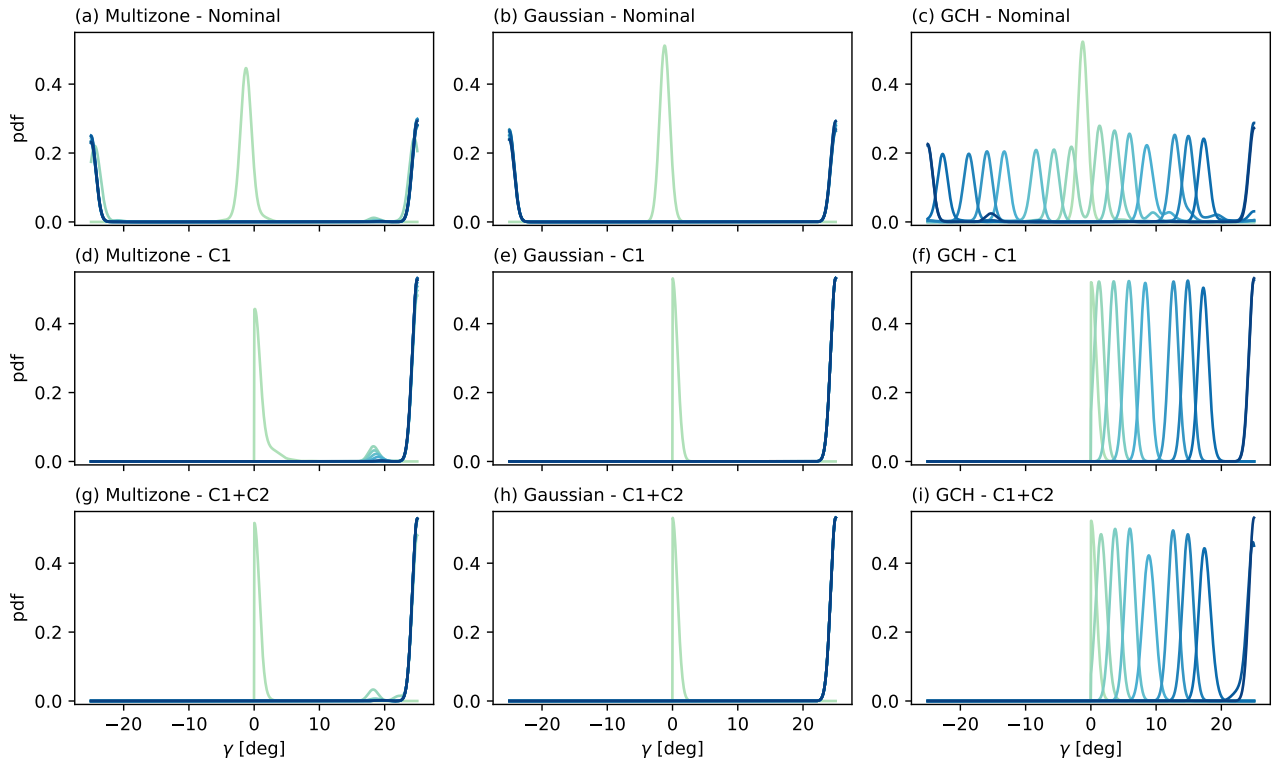 (a) Multizone - Nominal (b) Gaussian - Nominal (c) GCH - Nominal
pdf
0.4
0.2
0.0
(d) Multizone - C1 (e) Gaussian - C1 (f) GCH - C1
pdf
0.4
0.2
0.0
(g) Multizone - C1+C2 (h) Gaussian - C1+C2 (i) GCH - C1+C2
pdf
0.4
0.2
0.0
−20 −10 0 10 20 −20 −10 0 10 20 −20 −10 0 10 20
γ [deg] γ [deg] γ [deg]